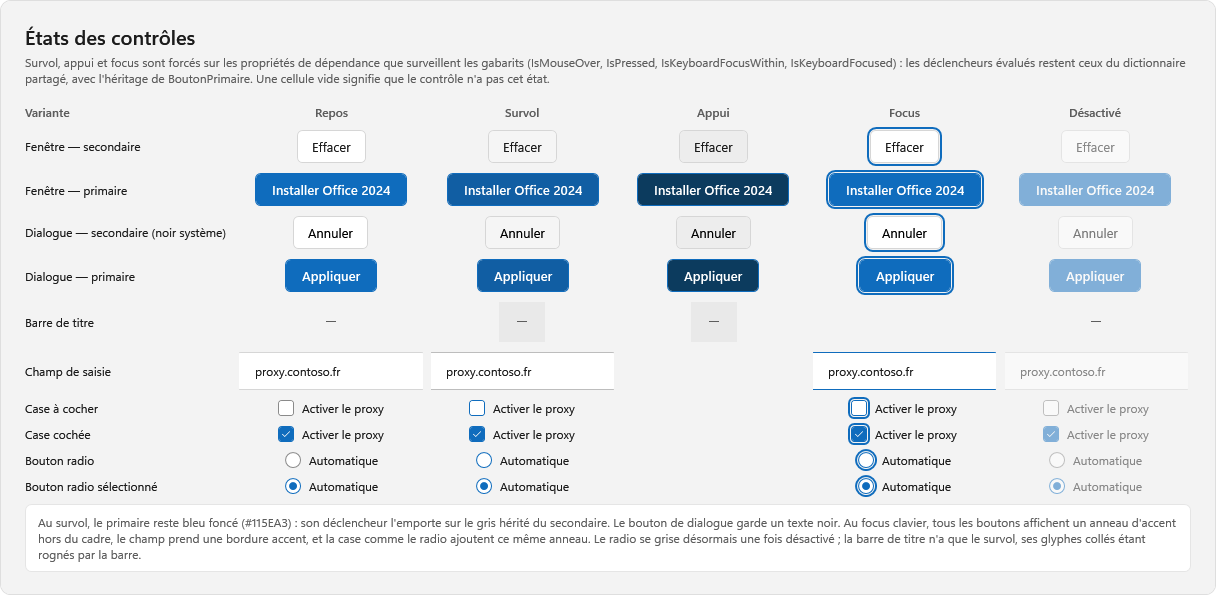 États des contrôles
Survol, appui et focus sont forcés sur les propriétés de dépendance que surveillent les gabarits (IsMouseOver, IsPressed, IsKeyboardFocusWithin, IsKeyboardFocused) : les déclencheurs évalués restent ceux du dictionnaire
partagé, avec l'héritage de BoutonPrimaire. Une cellule vide signifie que le contrôle n'a pas cet état.
Variante Repos Survol Appui Focus Désactivé
Fenêtre — secondaire Effacer Effacer Effacer Effacer Effacer
Fenêtre — primaire Installer Office 2024 Installer Office 2024 Installer Office 2024 Installer Office 2024 Installer Office 2024
Dialogue — secondaire (noir système) Annuler Annuler Annuler Annuler Annuler
Dialogue — primaire Appliquer Appliquer Appliquer Appliquer Appliquer
Barre de titre — — — —
Champ de saisie proxy.contoso.fr proxy.contoso.fr proxy.contoso.fr proxy.contoso.fr
Case à cocher Activer le proxy Activer le proxy Activer le proxy Activer le proxy
Case cochée Activer le proxy Activer le proxy Activer le proxy Activer le proxy
Bouton radio Automatique Automatique Automatique Automatique
Bouton radio sélectionné Automatique Automatique Automatique Automatique
Au survol, le primaire reste bleu foncé (#115EA3) : son déclencheur l'emporte sur le gris hérité du secondaire. Le bouton de dialogue garde un texte noir. Au focus clavier, tous les boutons affichent un anneau d'accent
hors du cadre, le champ prend une bordure accent, et la case comme le radio ajoutent ce même anneau. Le radio se grise désormais une fois désactivé ; la barre de titre n'a que le survol, ses glyphes collés étant
rognés par la barre.